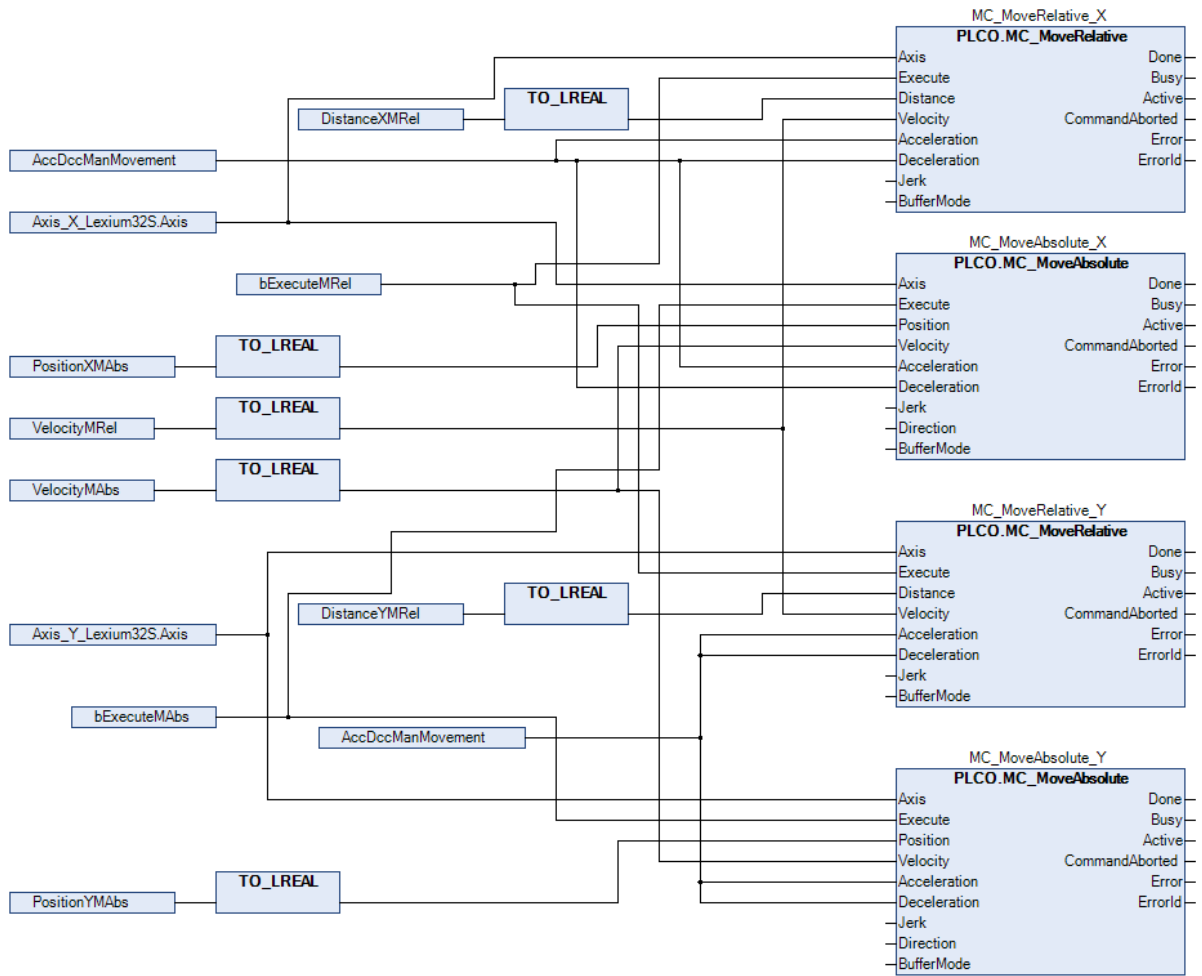 MC_MoveRelative_X
PLCO.MC_MoveRelative
Axis Done
Execute Busy
TO_LREAL
Distance Active
DistanceXMRel
Velocity CommandAborted
Acceleration Error
AccDccManMovement
Deceleration ErrorId
Jerk
BufferMode
Axis_X_Lexium32S.Axis
MC_MoveAbsolute_X
PLCO.MC_MoveAbsolute
bExecuteMRel
Axis Done
Execute Busy
Position Active
TO_LREAL
Velocity CommandAborted
PositionXMAbs
Acceleration Error
Deceleration ErrorId
TO_LREAL
Jerk
VelocityMRel
Direction
BufferMode
TO_LREAL
VelocityMAbs
MC_MoveRelative_Y
PLCO.MC_MoveRelative
Axis Done
Execute Busy
TO_LREAL
Distance Active
DistanceYMRel
Velocity CommandAborted
Axis_Y_Lexium32S.Axis
Acceleration Error
Deceleration ErrorId
Jerk
BufferMode
bExecuteMAbs
AccDccManMovement
MC_MoveAbsolute_Y
PLCO.MC_MoveAbsolute
Axis Done
Execute Busy
Position Active
Velocity CommandAborted
TO_LREAL
Acceleration Error
PositionYMAbs
Deceleration ErrorId
Jerk
Direction
BufferMode